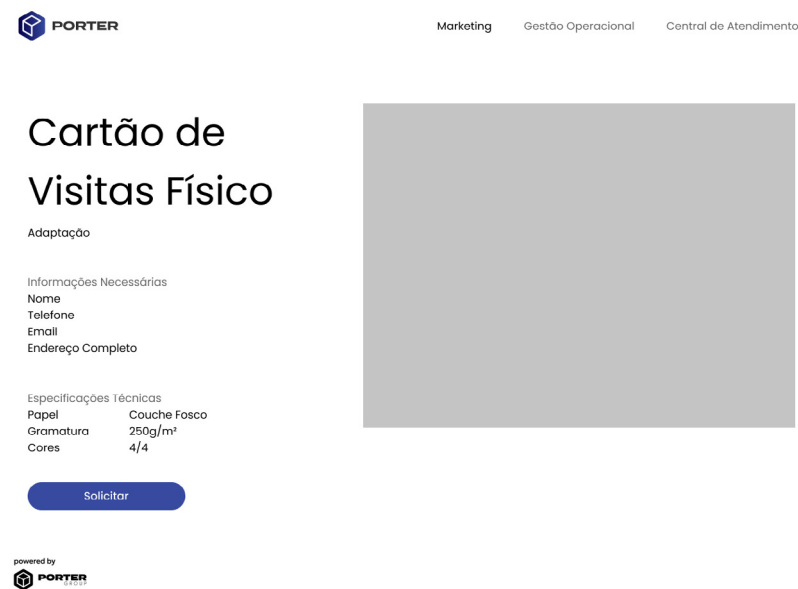 PORTER
Marketing
Gestão Operacional
Central de Atendimento
Cartão de
Visitas Físico
Adaptação
Informações Necessárias
Nome
Telefone
Email
Endereço Completo
Especificações Técnicas
Papel Couche Fosco
Gramatura 250g/m²
Cores 4/4
Solicitar
powered by
PORTER
GROUP